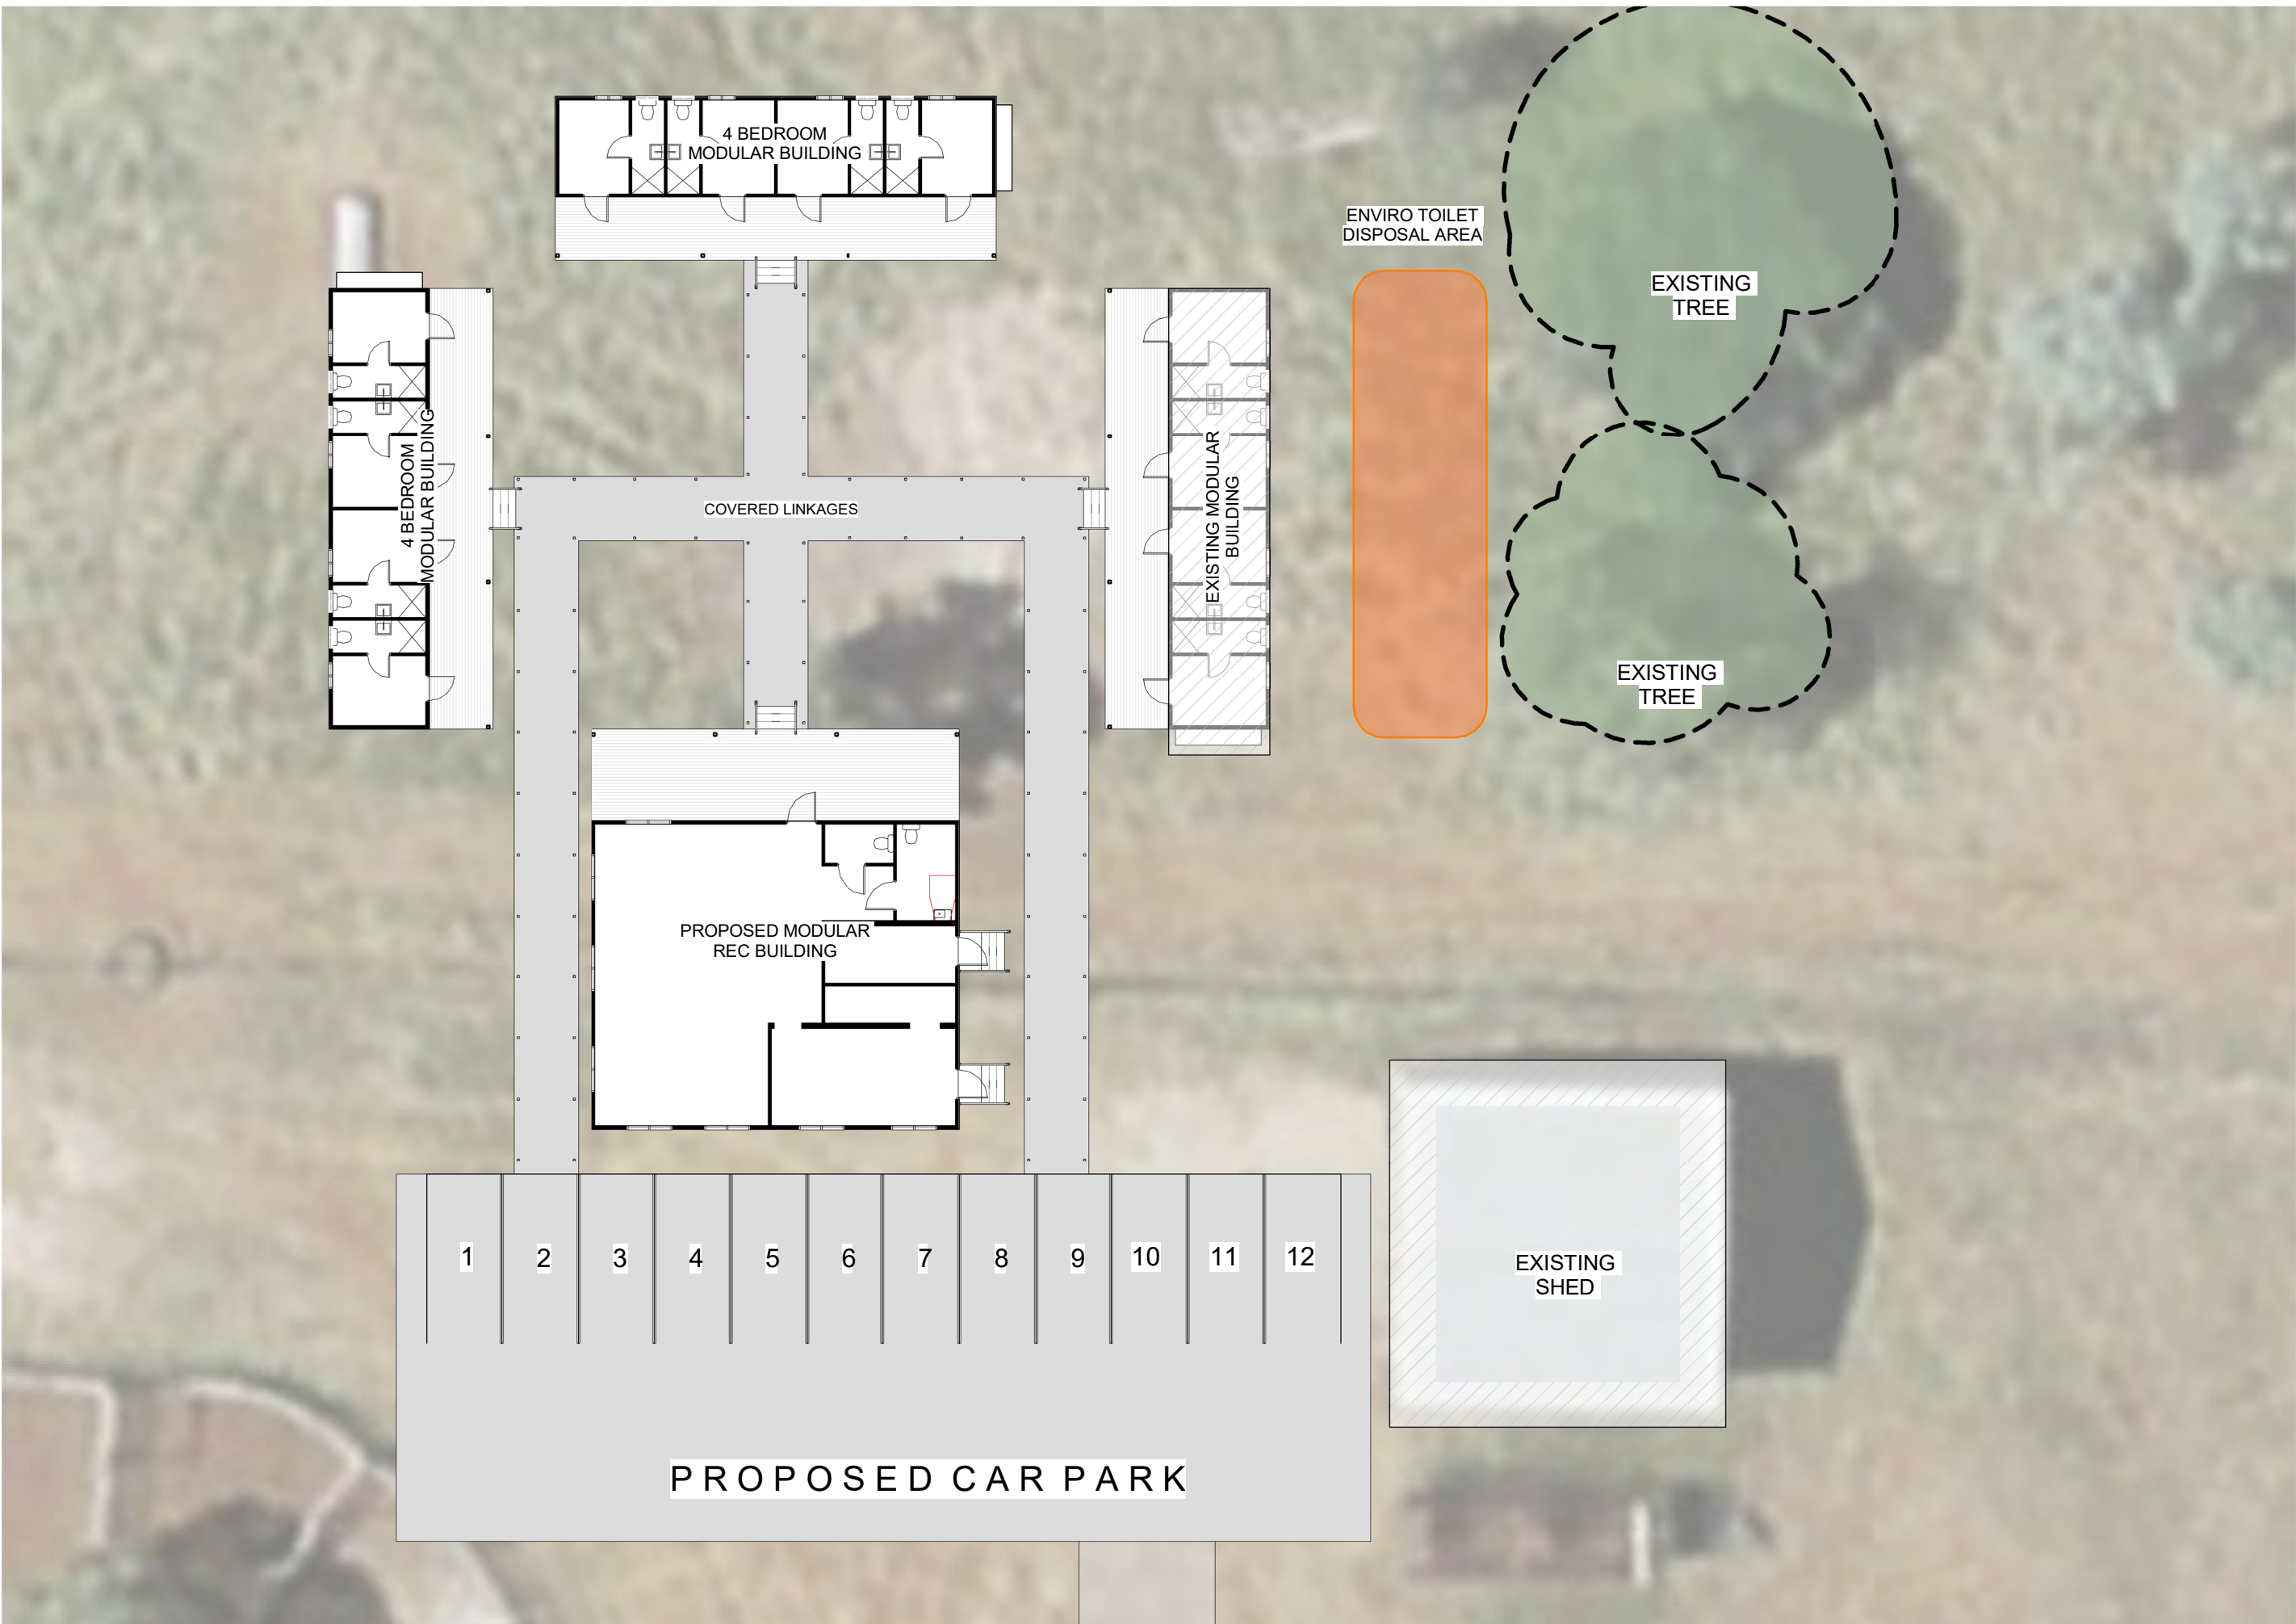 4 BEDROOM
MODULAR BUILDING
ENVIRO TOILET
DISPOSAL AREA
EXISTING
TREE
4 BEDROOM
MODULAR BUILDING
COVERED LINKAGES
EXISTING MODULAR
BUILDING
EXISTING
TREE
PROPOSED MODULAR
REC BUILDING
1 2 3 4 5 6 7 8 9 10 11 12
EXISTING
SHED
PROPOSED CAR PARK